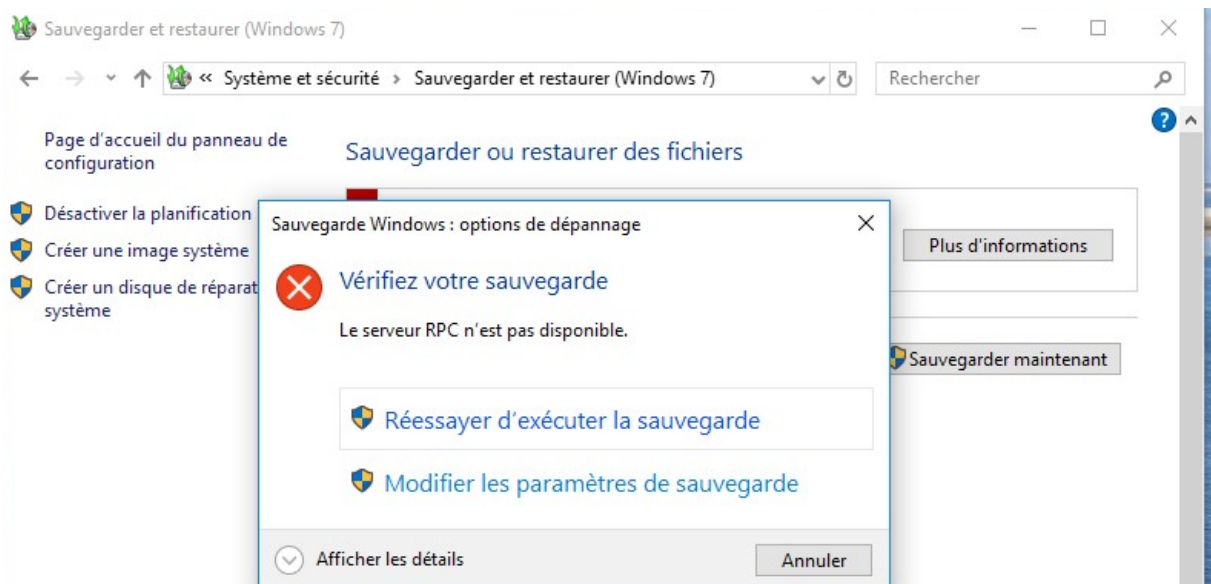 Sauvegarder et restaurer (Windows 7)
« Système et sécurité > Sauvegarder et restaurer (Windows 7)
Rechercher
Page d'accueil du panneau de
configuration
Sauvegarder ou restaurer des fichiers
Désactiver la planification
Créer une image système
Créer un disque de réparat
système
Plus d'informations
Sauvegarder maintenant
Sauvegarde Windows : options de dépannage
Vérifiez votre sauvegarde
Le serveur RPC n'est pas disponible.
Réessayer d'exécuter la sauvegarde
Modifier les paramètres de sauvegarde
Afficher les détails
Annuler